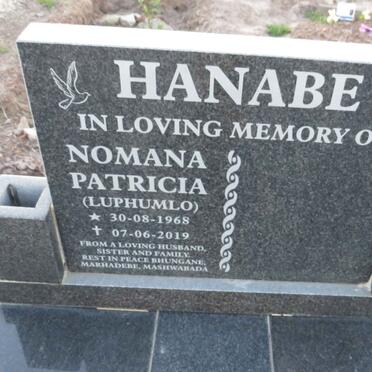 HANABE
IN LOVING MEMORY O
NOMANA
PATRICIA
(LUPHUMLO)
★ 30-08-1968
✝ 07-06-2019
FROM A LOVING HUSBAND,
SISTER AND FAMILY.
REST IN PEACE BHUNGANE,
MARHADEBE, MASHWABADA